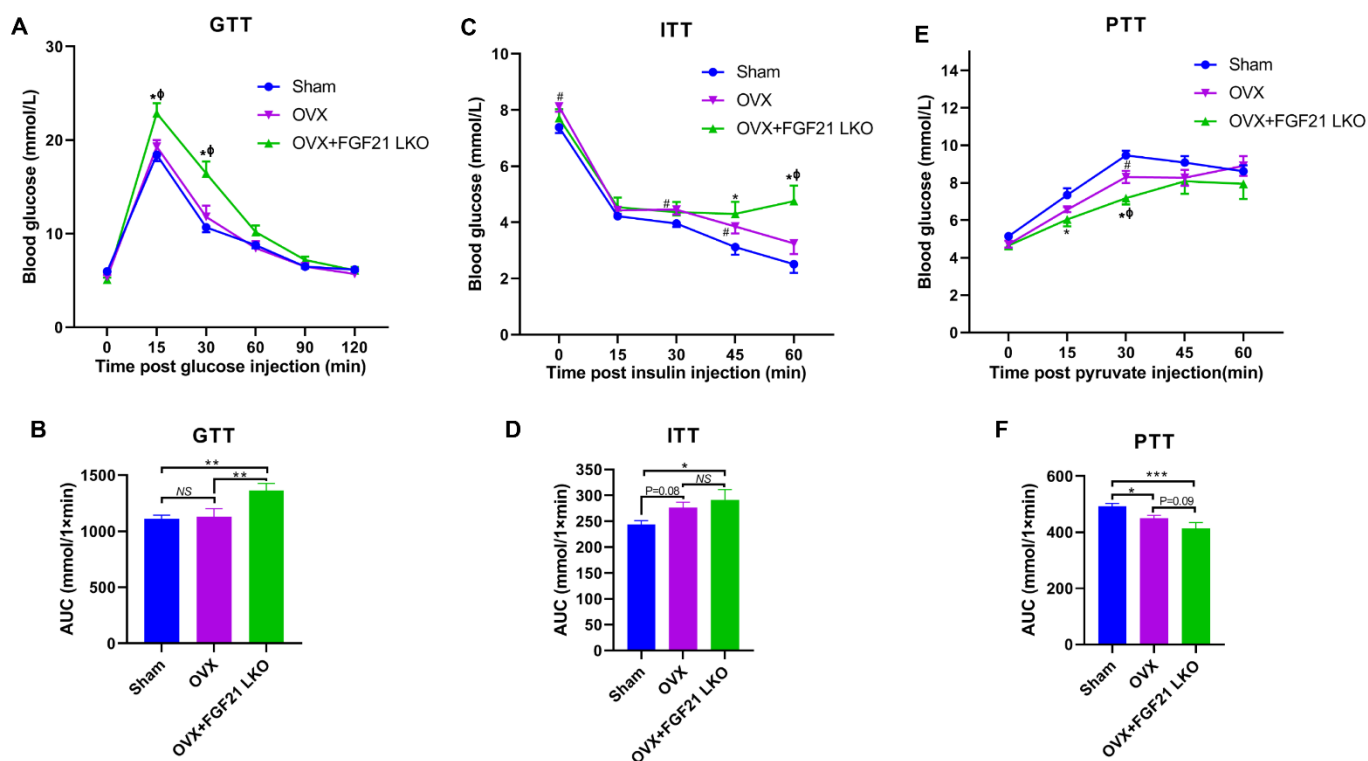 A
GTT
Blood glucose (mmol/L)
30
20
10
0
Sham
OVX
OVX+FGF21 LKO
*ϕ
*ϕ
0 15 30 60 90 120
Time post glucose injection (min)
C
ITT
Blood glucose (mmol/L)
10
8
6
4
2
0
Sham
OVX
OVX+FGF21 LKO
#
#
#
*
*ϕ
0 15 30 45 60
Time post insulin injection (min)
E
PTT
Blood glucose (mmol/L)
14
12
10
8
6
4
2
0
Sham
OVX
OVX+FGF21 LKO
#
*
*ϕ
0 15 30 45 60
Time post pyruvate injection(min)
B
GTT
AUC (mmol/1×min)
1500
1000
500
0
**
NS
**
Sham
OVX
OVX+FGF21 LKO
D
ITT
AUC (mmol/1×min)
350
300
250
200
150
100
50
0
*
P=0.08
NS
Sham
OVX
OVX+FGF21 LKO
F
PTT
AUC (mmol/1×min)
600
400
200
0
***
*
P=0.09
Sham
OVX
OVX+FGF21 LKO